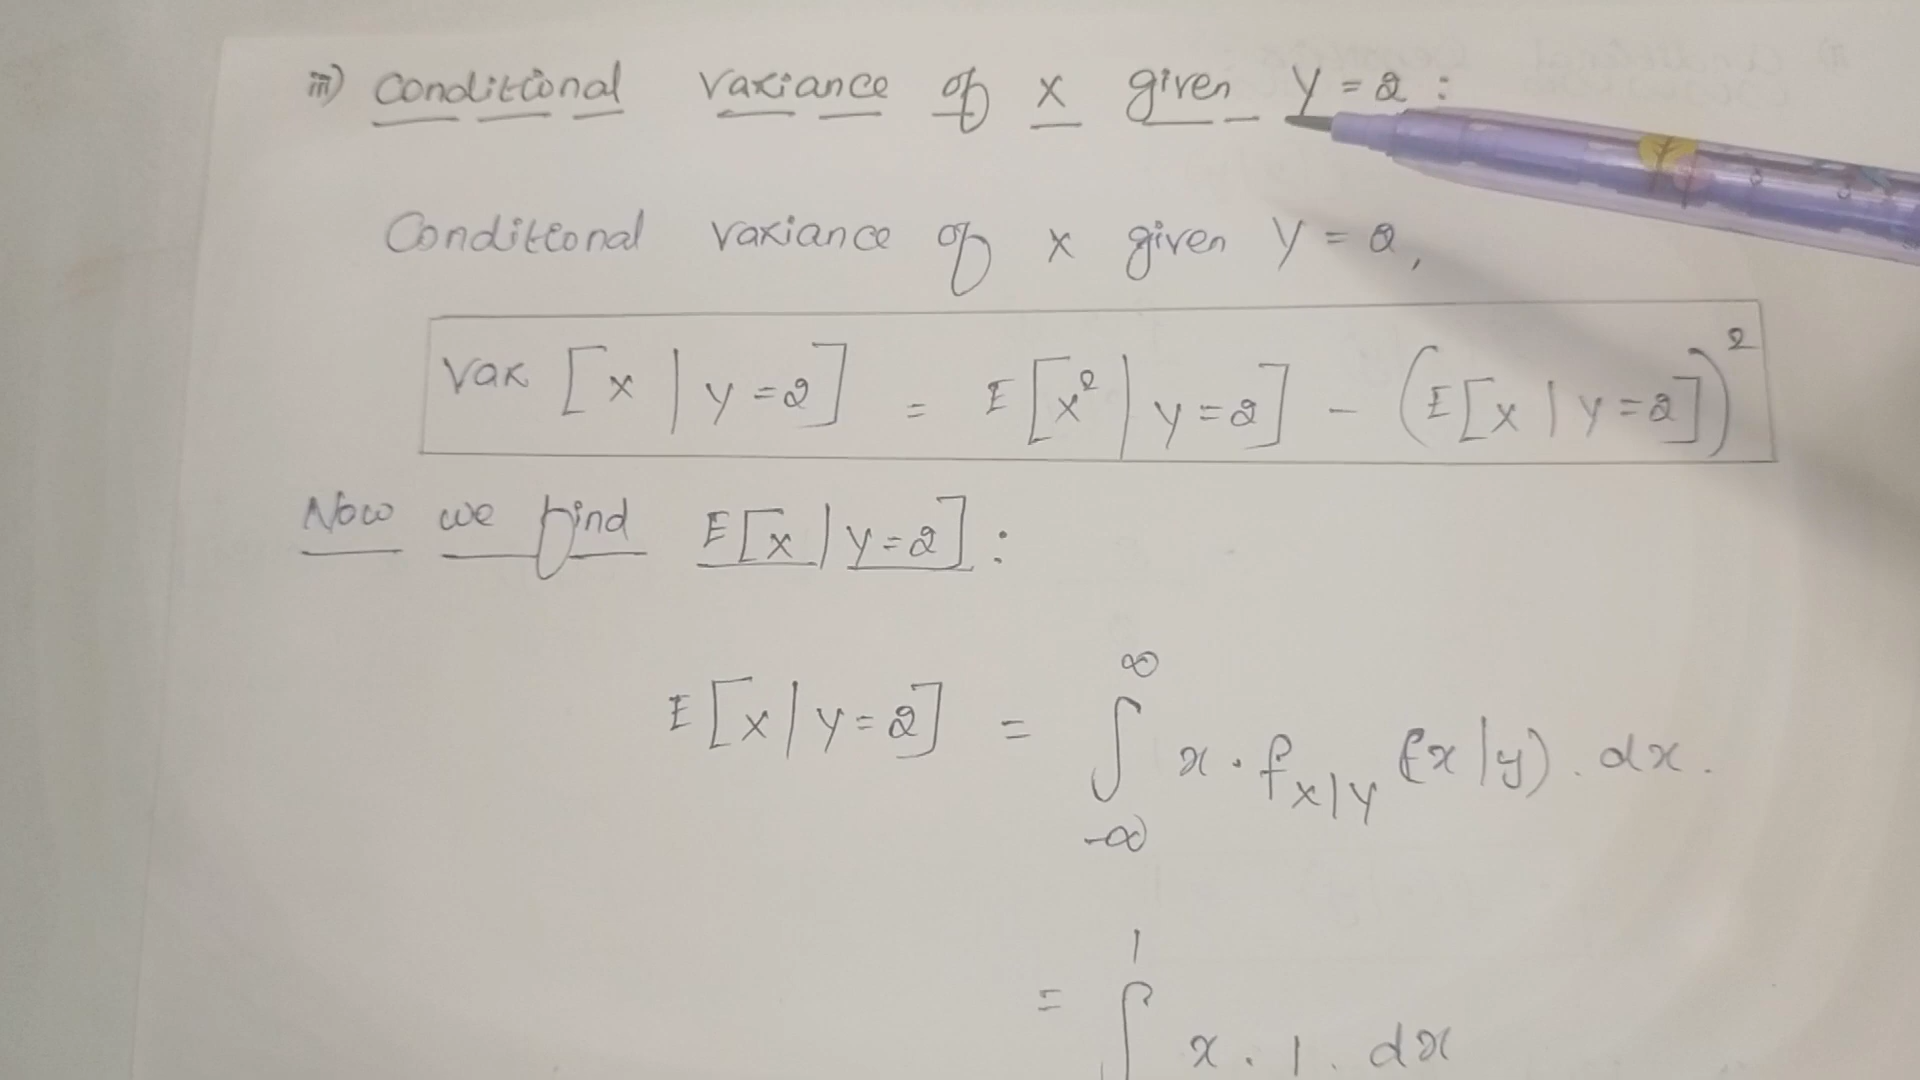 iii) Conditional variance of X given Y = 2 :
Conditional variance of X given Y = 2,
Var [X | Y = 2] = E[X² | Y = 2] - (E[X | Y = 2])²
Now we find E[X | Y = 2] :
E[X | Y = 2] = ∫_{-∞}^{∞} x . f_{X|Y} (x | y) . dx .
= ∫^{1} x . 1 . dx